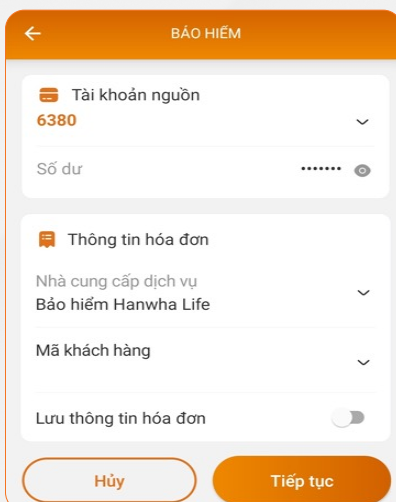 BẢO HIỂM
Tài khoản nguồn
6380
Số dư
•••••••
Thông tin hóa đơn
Nhà cung cấp dịch vụ
Bảo hiểm Hanwha Life
Mã khách hàng
Lưu thông tin hóa đơn
Hủy
Tiếp tục